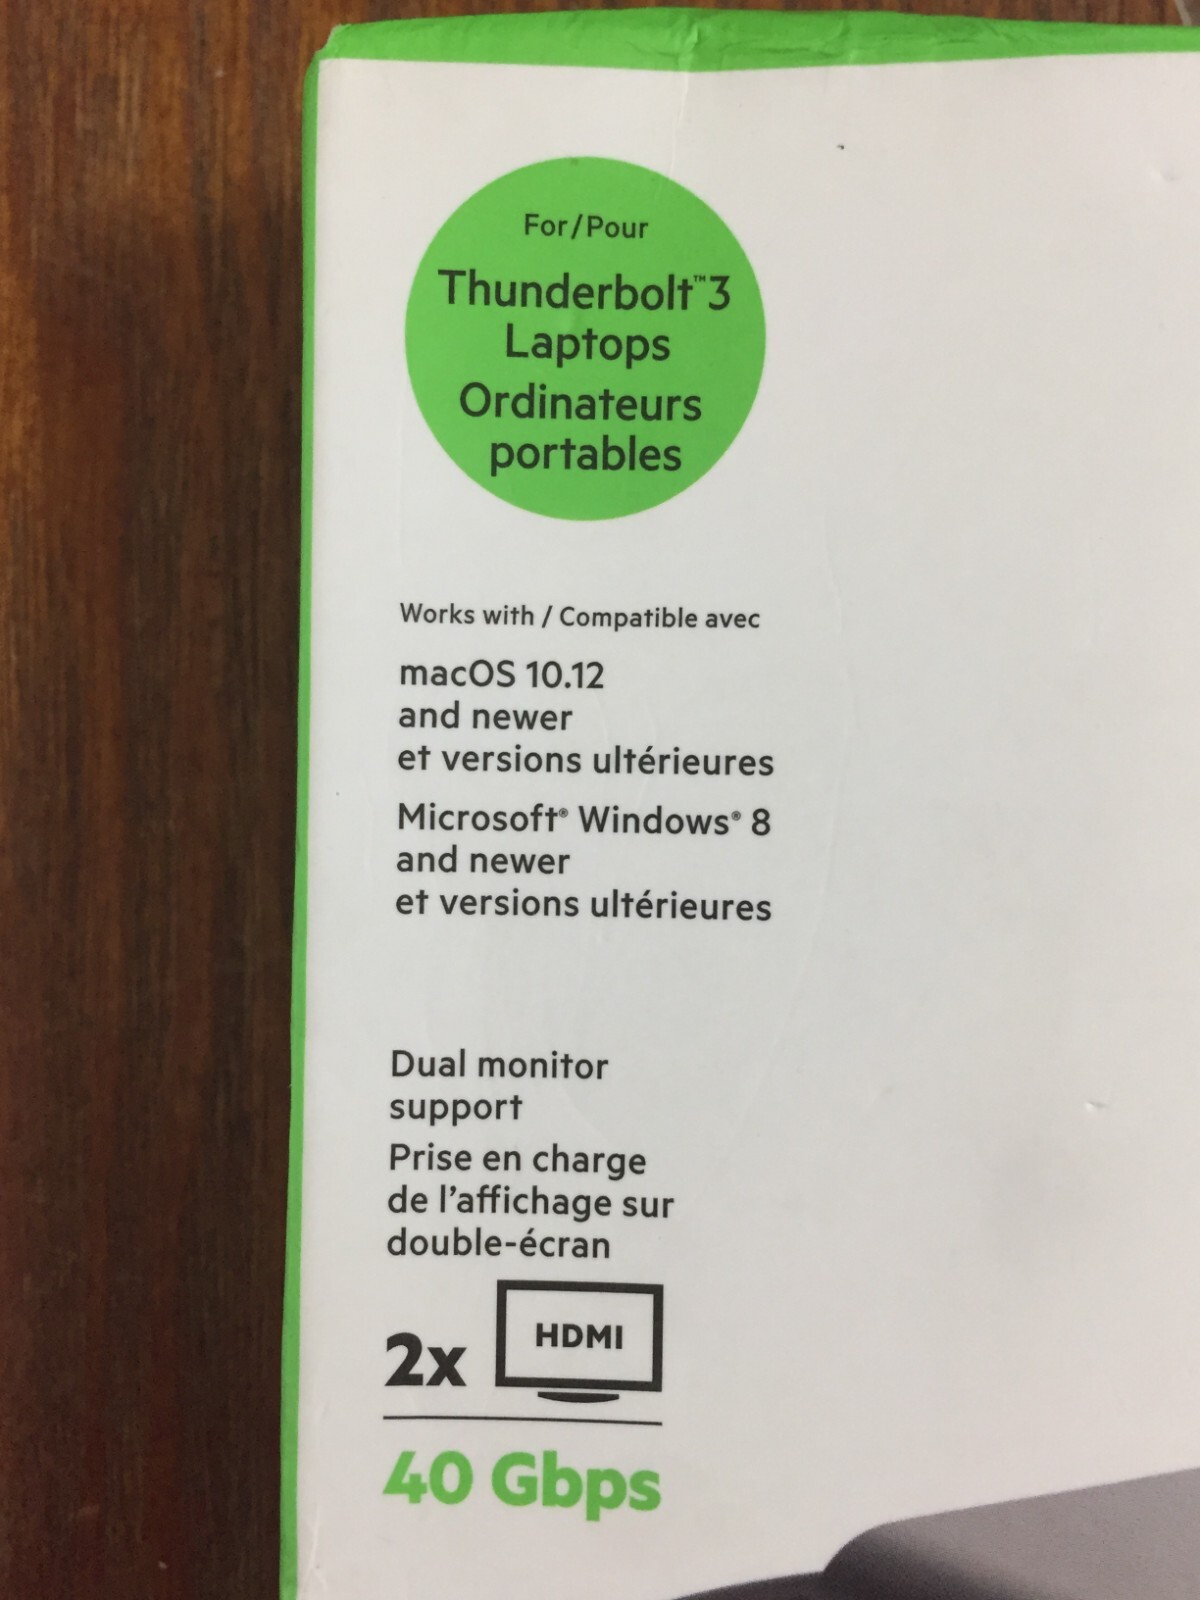 For/Pour
Thunderbolt™3
Laptops
Ordinateurs
portables
Works with / Compatible avec
macOS 10.12
and newer
et versions ultérieures
Microsoft® Windows® 8
and newer
et versions ultérieures
Dual monitor
support
Prise en charge
de l'affichage sur
double-écran
2x HDMI
40 Gbps